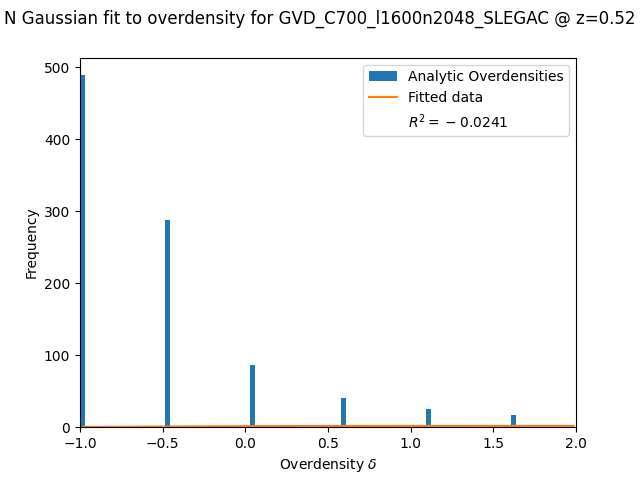 N Gaussian fit to overdensity for GVD_C700_l1600n2048_SLEGAC @ z=0.52
Analytic Overdensities
Fitted data
R² = −0.0241
Frequency
500
400
300
200
100
0
−1.0 −0.5 0.0 0.5 1.0 1.5 2.0
Overdensity δ